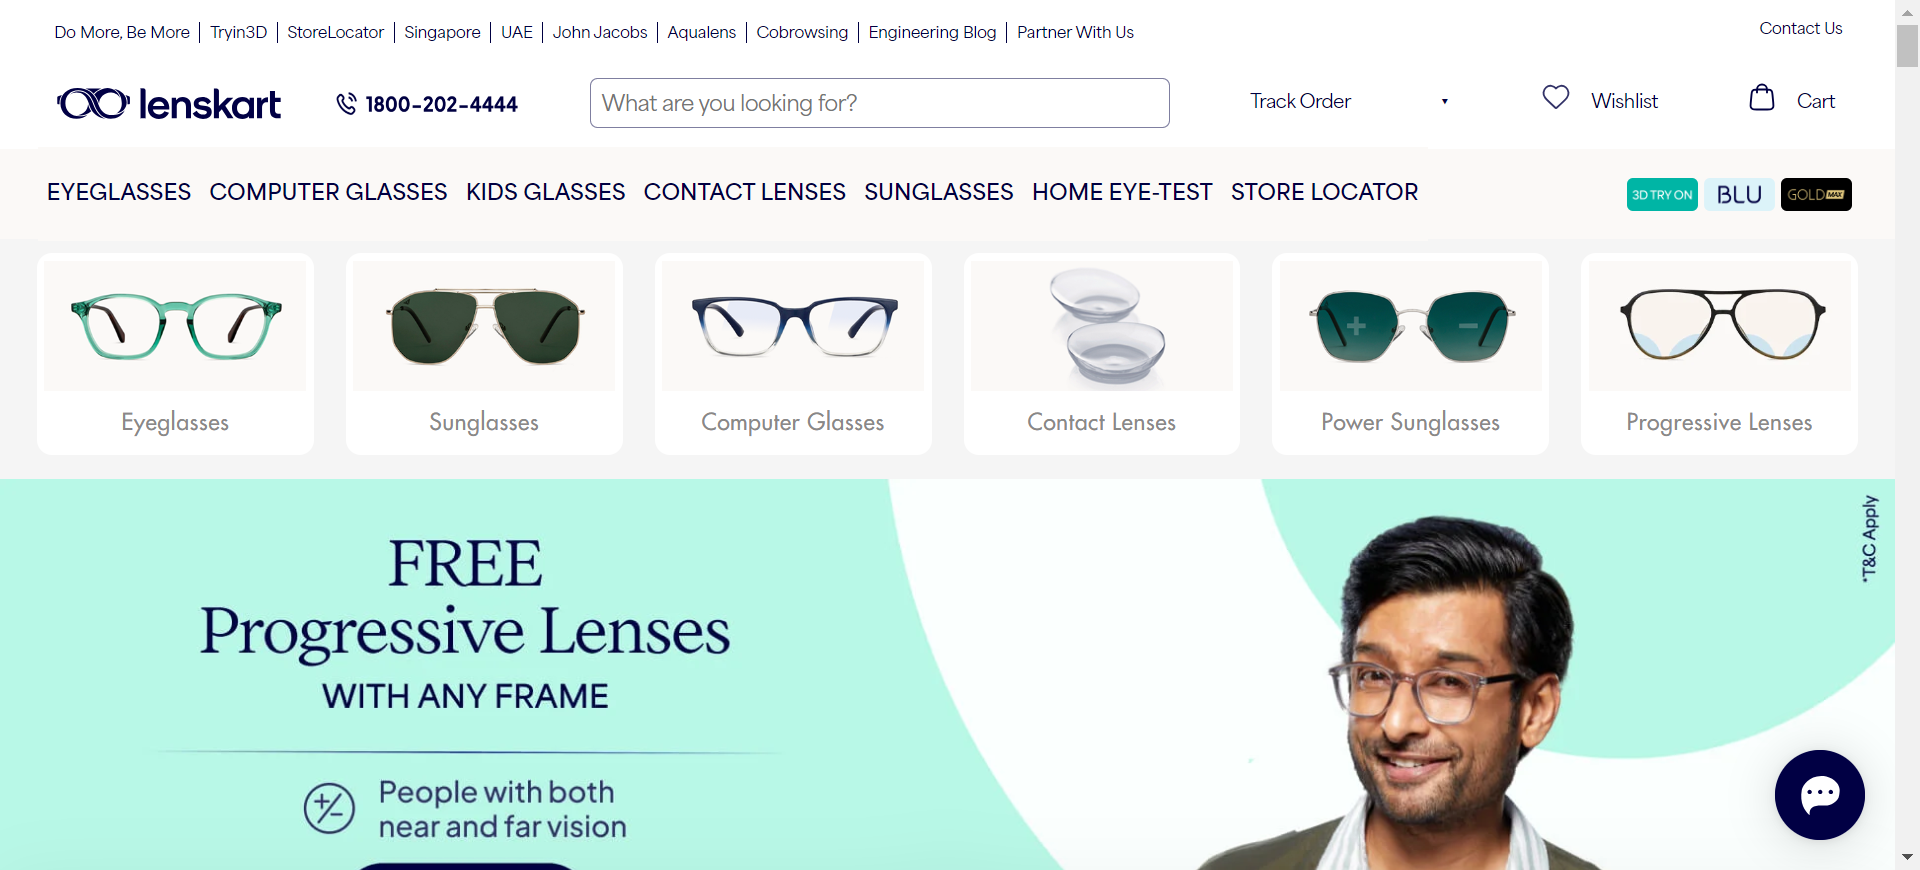 Do More, Be More | Tryin3D | StoreLocator | Singapore | UAE | John Jacobs | Aqualens | Cobrowsing | Engineering Blog | Partner With Us
Contact Us
lenskart
1800-202-4444
What are you looking for?
Track Order
Wishlist
Cart
EYEGLASSES COMPUTER GLASSES KIDS GLASSES CONTACT LENSES SUNGLASSES HOME EYE-TEST STORE LOCATOR
3D TRY ON
BLU
GOLD MAX
Eyeglasses
Sunglasses
Computer Glasses
Contact Lenses
Power Sunglasses
Progressive Lenses
FREE
Progressive Lenses
WITH ANY FRAME
People with both
near and far vision
*T&C Apply